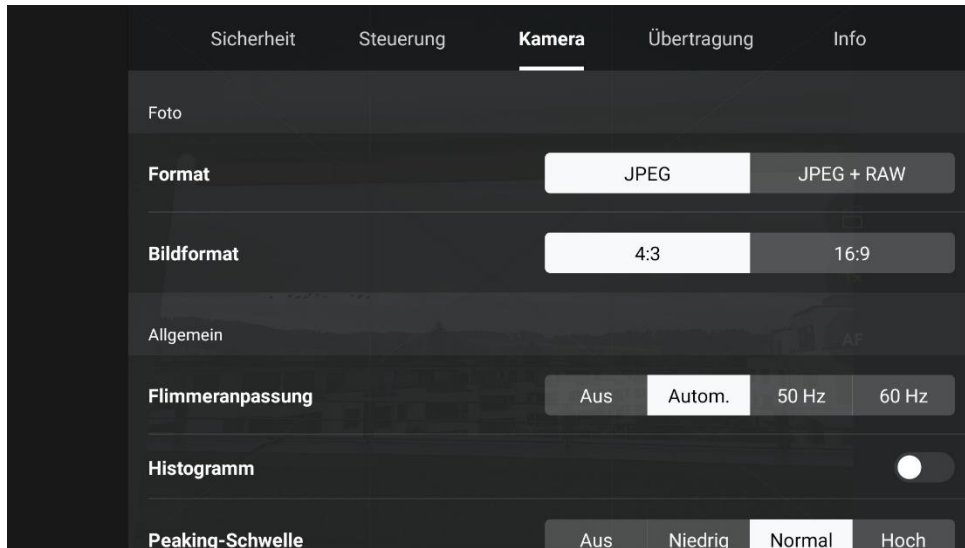 Sicherheit Steuerung Kamera Übertragung Info
Foto
Format JPEG JPEG + RAW
Bildformat 4:3 16:9
Allgemein
AF
Flimmeranpassung Aus Autom. 50 Hz 60 Hz
Histogramm
Peaking-Schwelle Aus Niedrig Normal Hoch